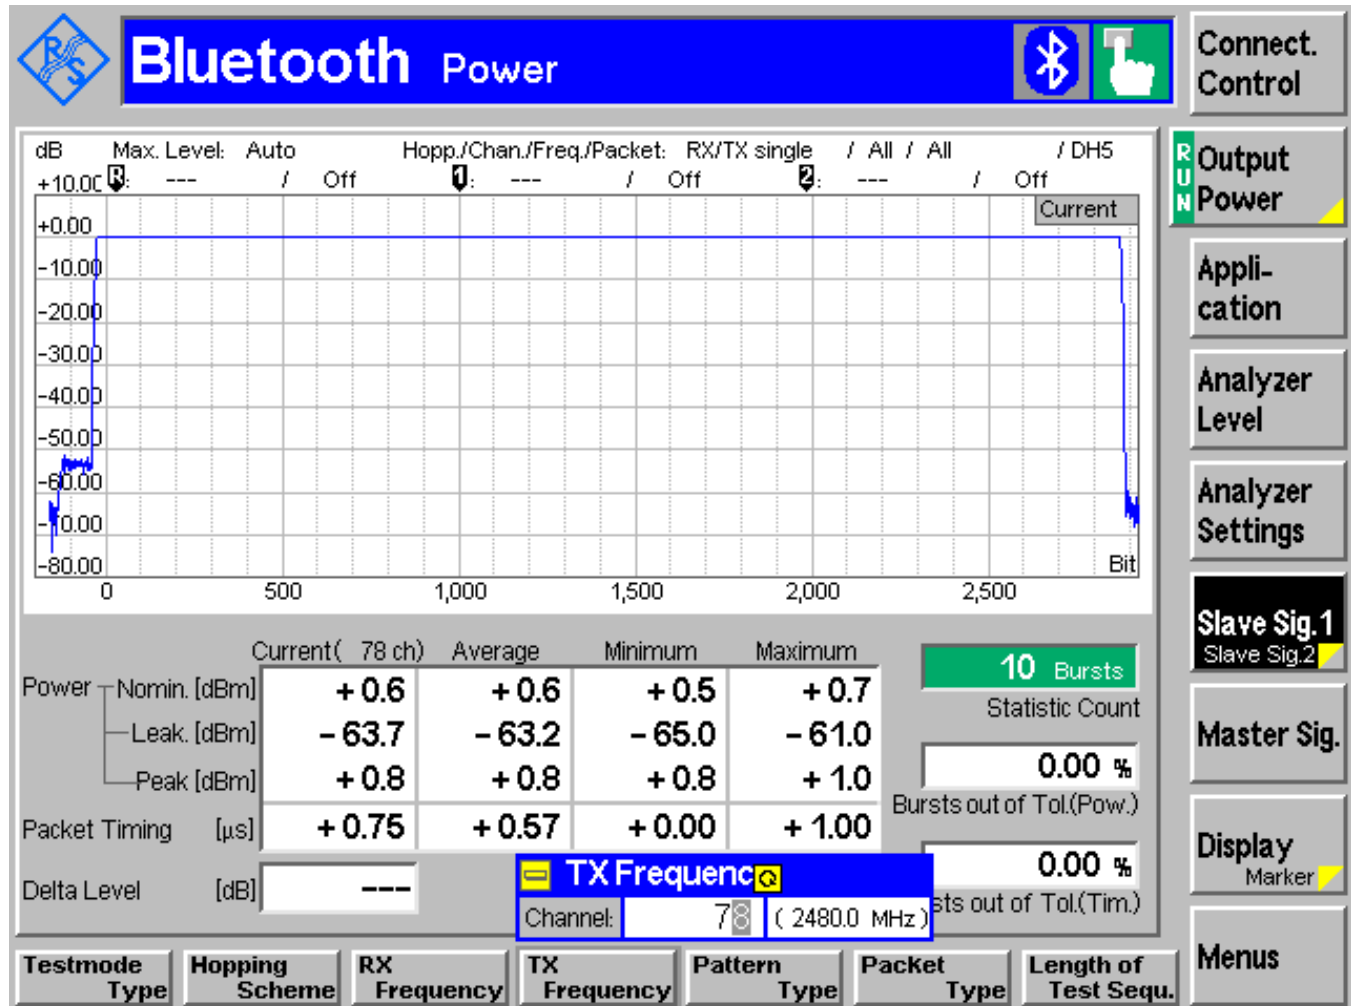 R S
Bluetooth Power
Connect. Control
dB Max. Level: Auto Hopp./Chan./Freq./Packet: RX/TX single / All / All / DH5
R: --- / Off 1: --- / Off 2: --- / Off
RUN Output Power
+10.00
Current
+0.00
-10.00
-20.00
-30.00
-40.00
-50.00
-60.00
-80.00
Bit
0 500 1,000 1,500 2,000 2,500
Appli-
cation
Analyzer
Level
Analyzer
Settings
Slave Sig.1
Slave Sig.2
Master Sig.
Display
Marker
Menus
Current( 78 ch) Average Minimum Maximum
Power Nomin. [dBm] +0.6 +0.6 +0.5 +0.7
Leak. [dBm] -63.7 -63.2 -65.0 -61.0
Peak [dBm] +0.8 +0.8 +0.8 +1.0
Packet Timing [µs] +0.75 +0.57 +0.00 +1.00
Delta Level [dB] ---
10 Bursts
Statistic Count
0.00 %
Bursts out of Tol.(Pow.)
0.00 %
sts out of Tol.(Tim.)
TX Frequenc
Channel: 78 ( 2480.0 MHz )
Testmode Type
Hopping Scheme
RX Frequency
TX Frequency
Pattern Type
Packet Type
Length of Test Sequ.